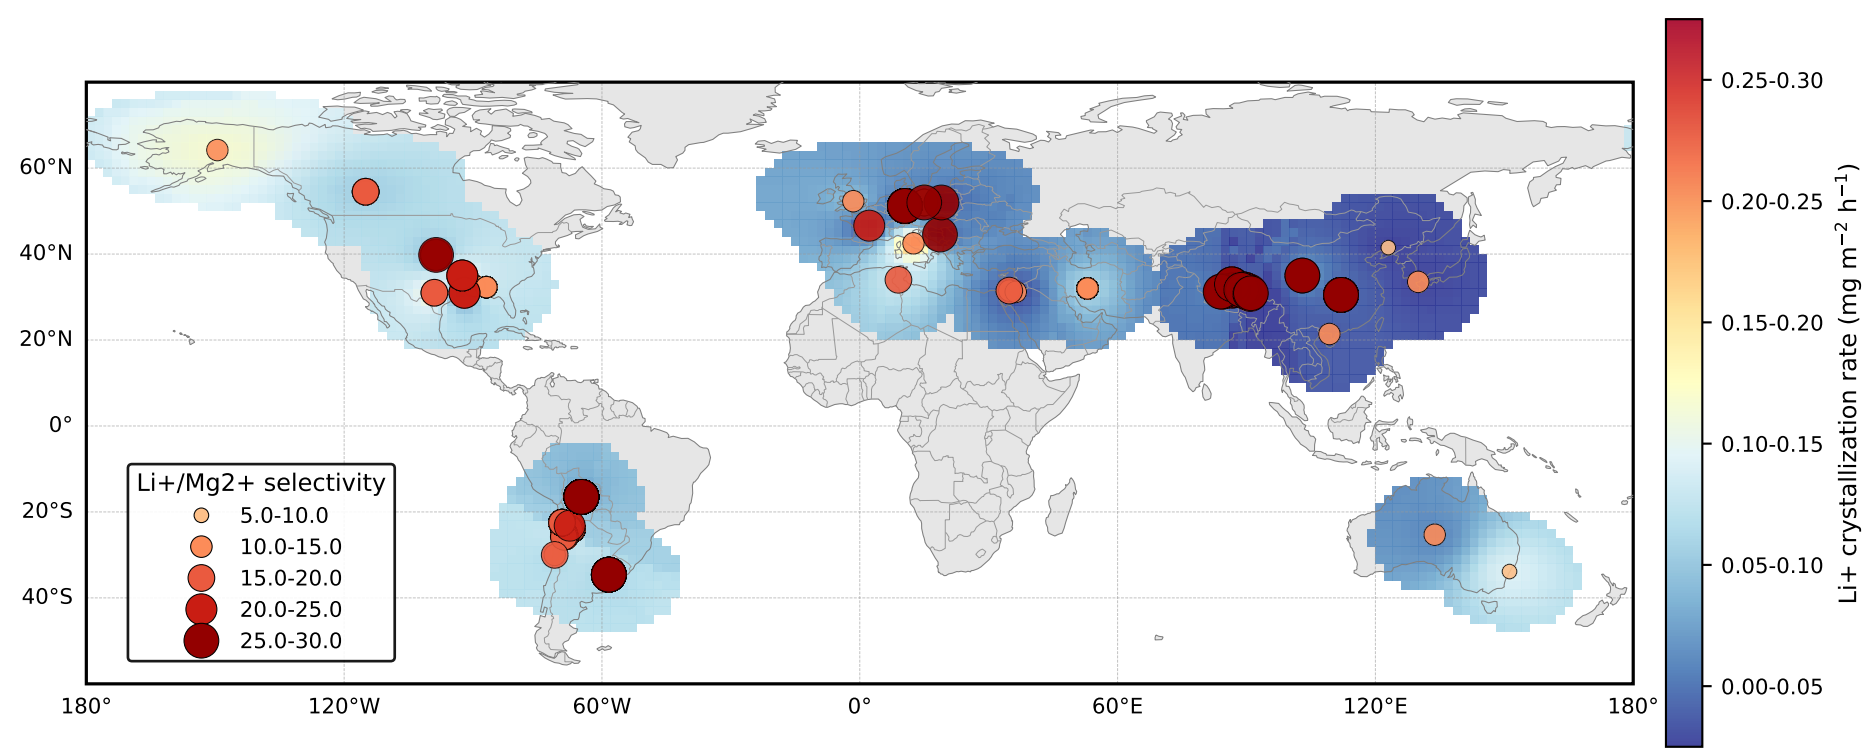 60°N
40°N
20°N
0°
20°S
40°S
180°
120°W
60°W
0°
60°E
120°E
180°
Li+/Mg2+ selectivity
5.0-10.0
10.0-15.0
15.0-20.0
20.0-25.0
25.0-30.0
0.25-0.30
0.20-0.25
0.15-0.20
0.10-0.15
0.05-0.10
0.00-0.05
Li+ crystallization rate (mg m⁻² h⁻¹)